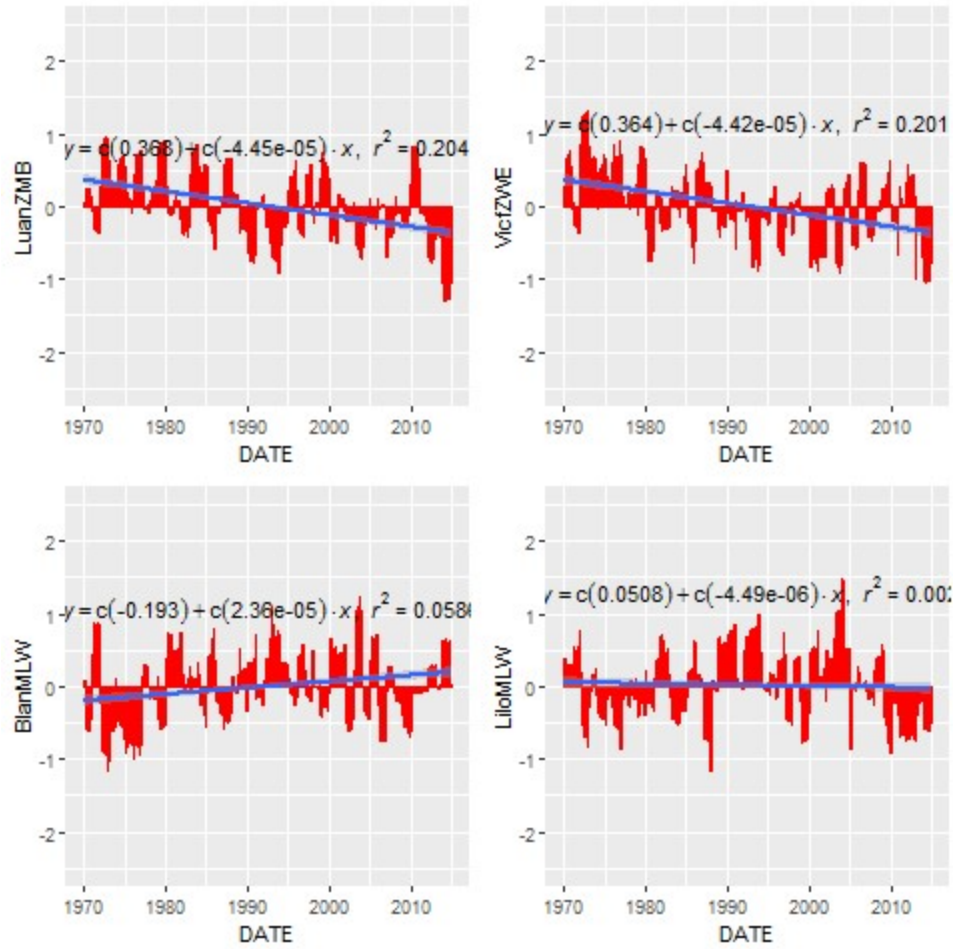 LuanZMB
2
1
0
-1
-2
y = c(0.368) + c(-4.45e-05) · x, r² = 0.204
1970 1980 1990 2000 2010
DATE
VicfZWE
2
1
0
-1
-2
y = c(0.364) + c(-4.42e-05) · x, r² = 0.201
1970 1980 1990 2000 2010
DATE
BlanMLW
2
1
0
-1
-2
y = c(-0.193) + c(2.36e-05) · x, r² = 0.058
1970 1980 1990 2000 2010
DATE
LiloMLW
2
1
0
-1
-2
y = c(0.0508) + c(-4.49e-06) · x, r² = 0.00
1970 1980 1990 2000 2010
DATE